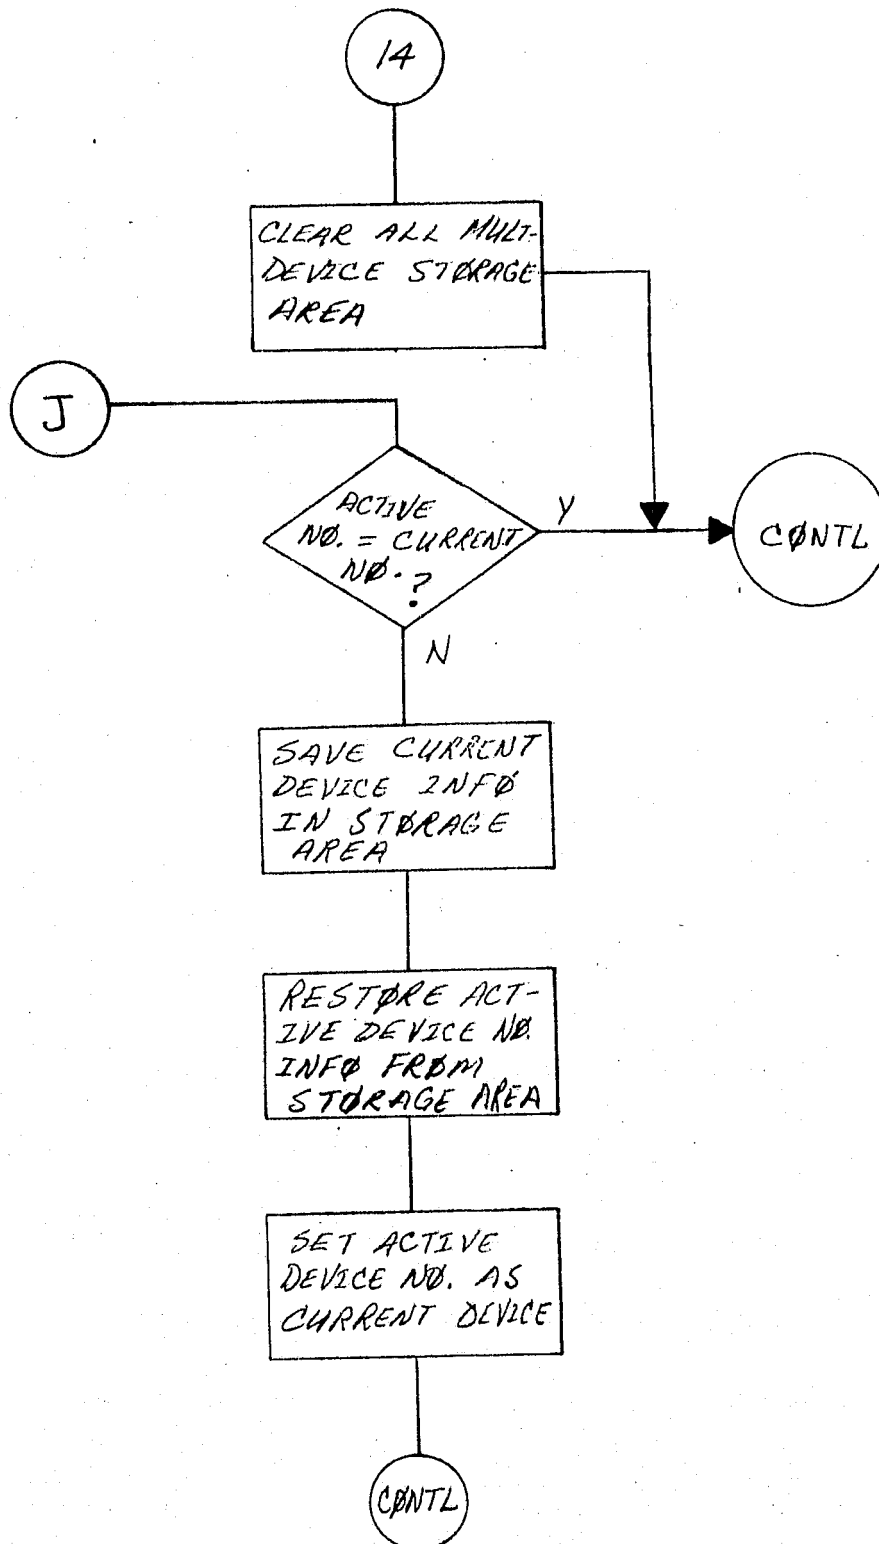 14
CLEAR ALL MULT-
DEVICE STØRAGE
AREA
J
ACTIVE
NØ. = CURRENT
NØ. ?
Y
CØNTL
N
SAVE CURRENT
DEVICE INFØ
IN STØRAGE
AREA
RESTØRE ACT-
IVE DEVICE NØ.
INFØ FRØM
STØRAGE AREA
SET ACTIVE
DEVICE NØ. AS
CURRENT DEVICE
CØNTL